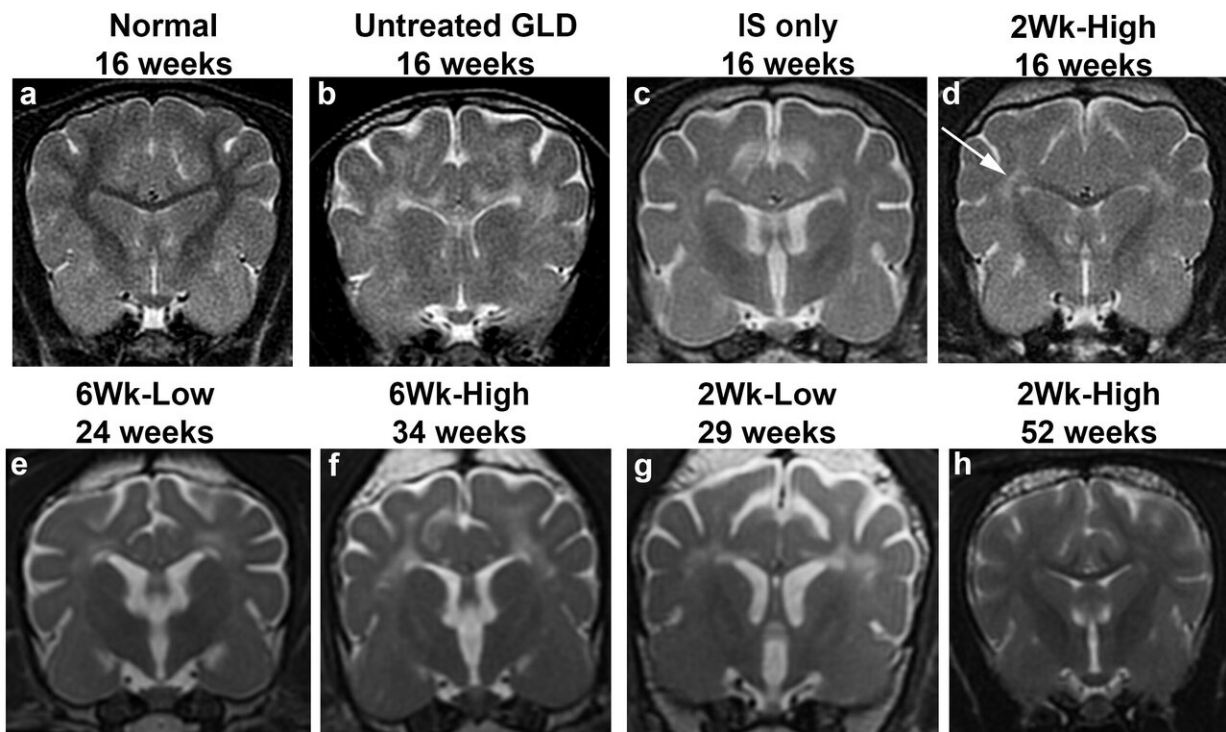 Normal
16 weeks
Untreated GLD
16 weeks
IS only
16 weeks
2Wk-High
16 weeks
a
b
c
d
6Wk-Low
24 weeks
6Wk-High
34 weeks
2Wk-Low
29 weeks
2Wk-High
52 weeks
e
f
g
h